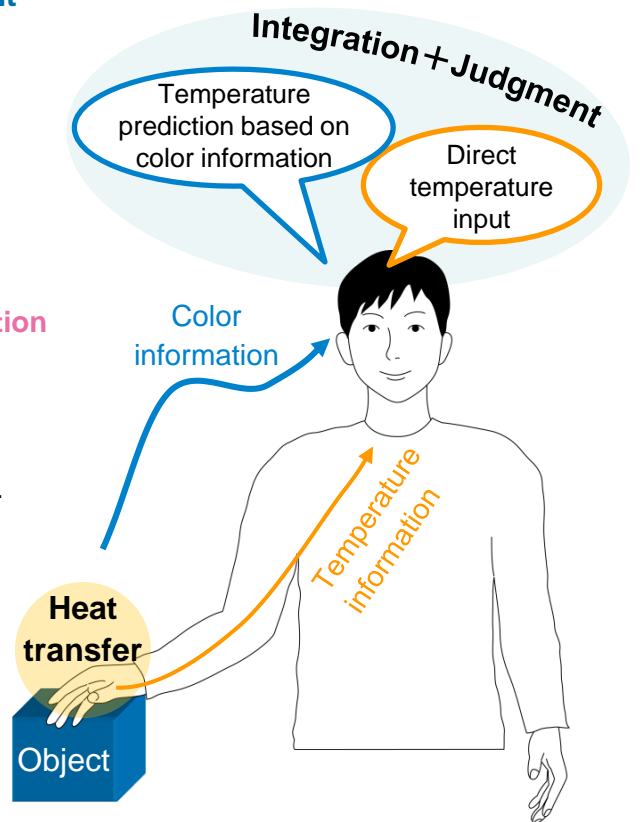 Integration＋Judgment
Temperature
prediction based on
color information
Direct
temperature
input
Color
information
Temperature
information
Heat
transfer
Object